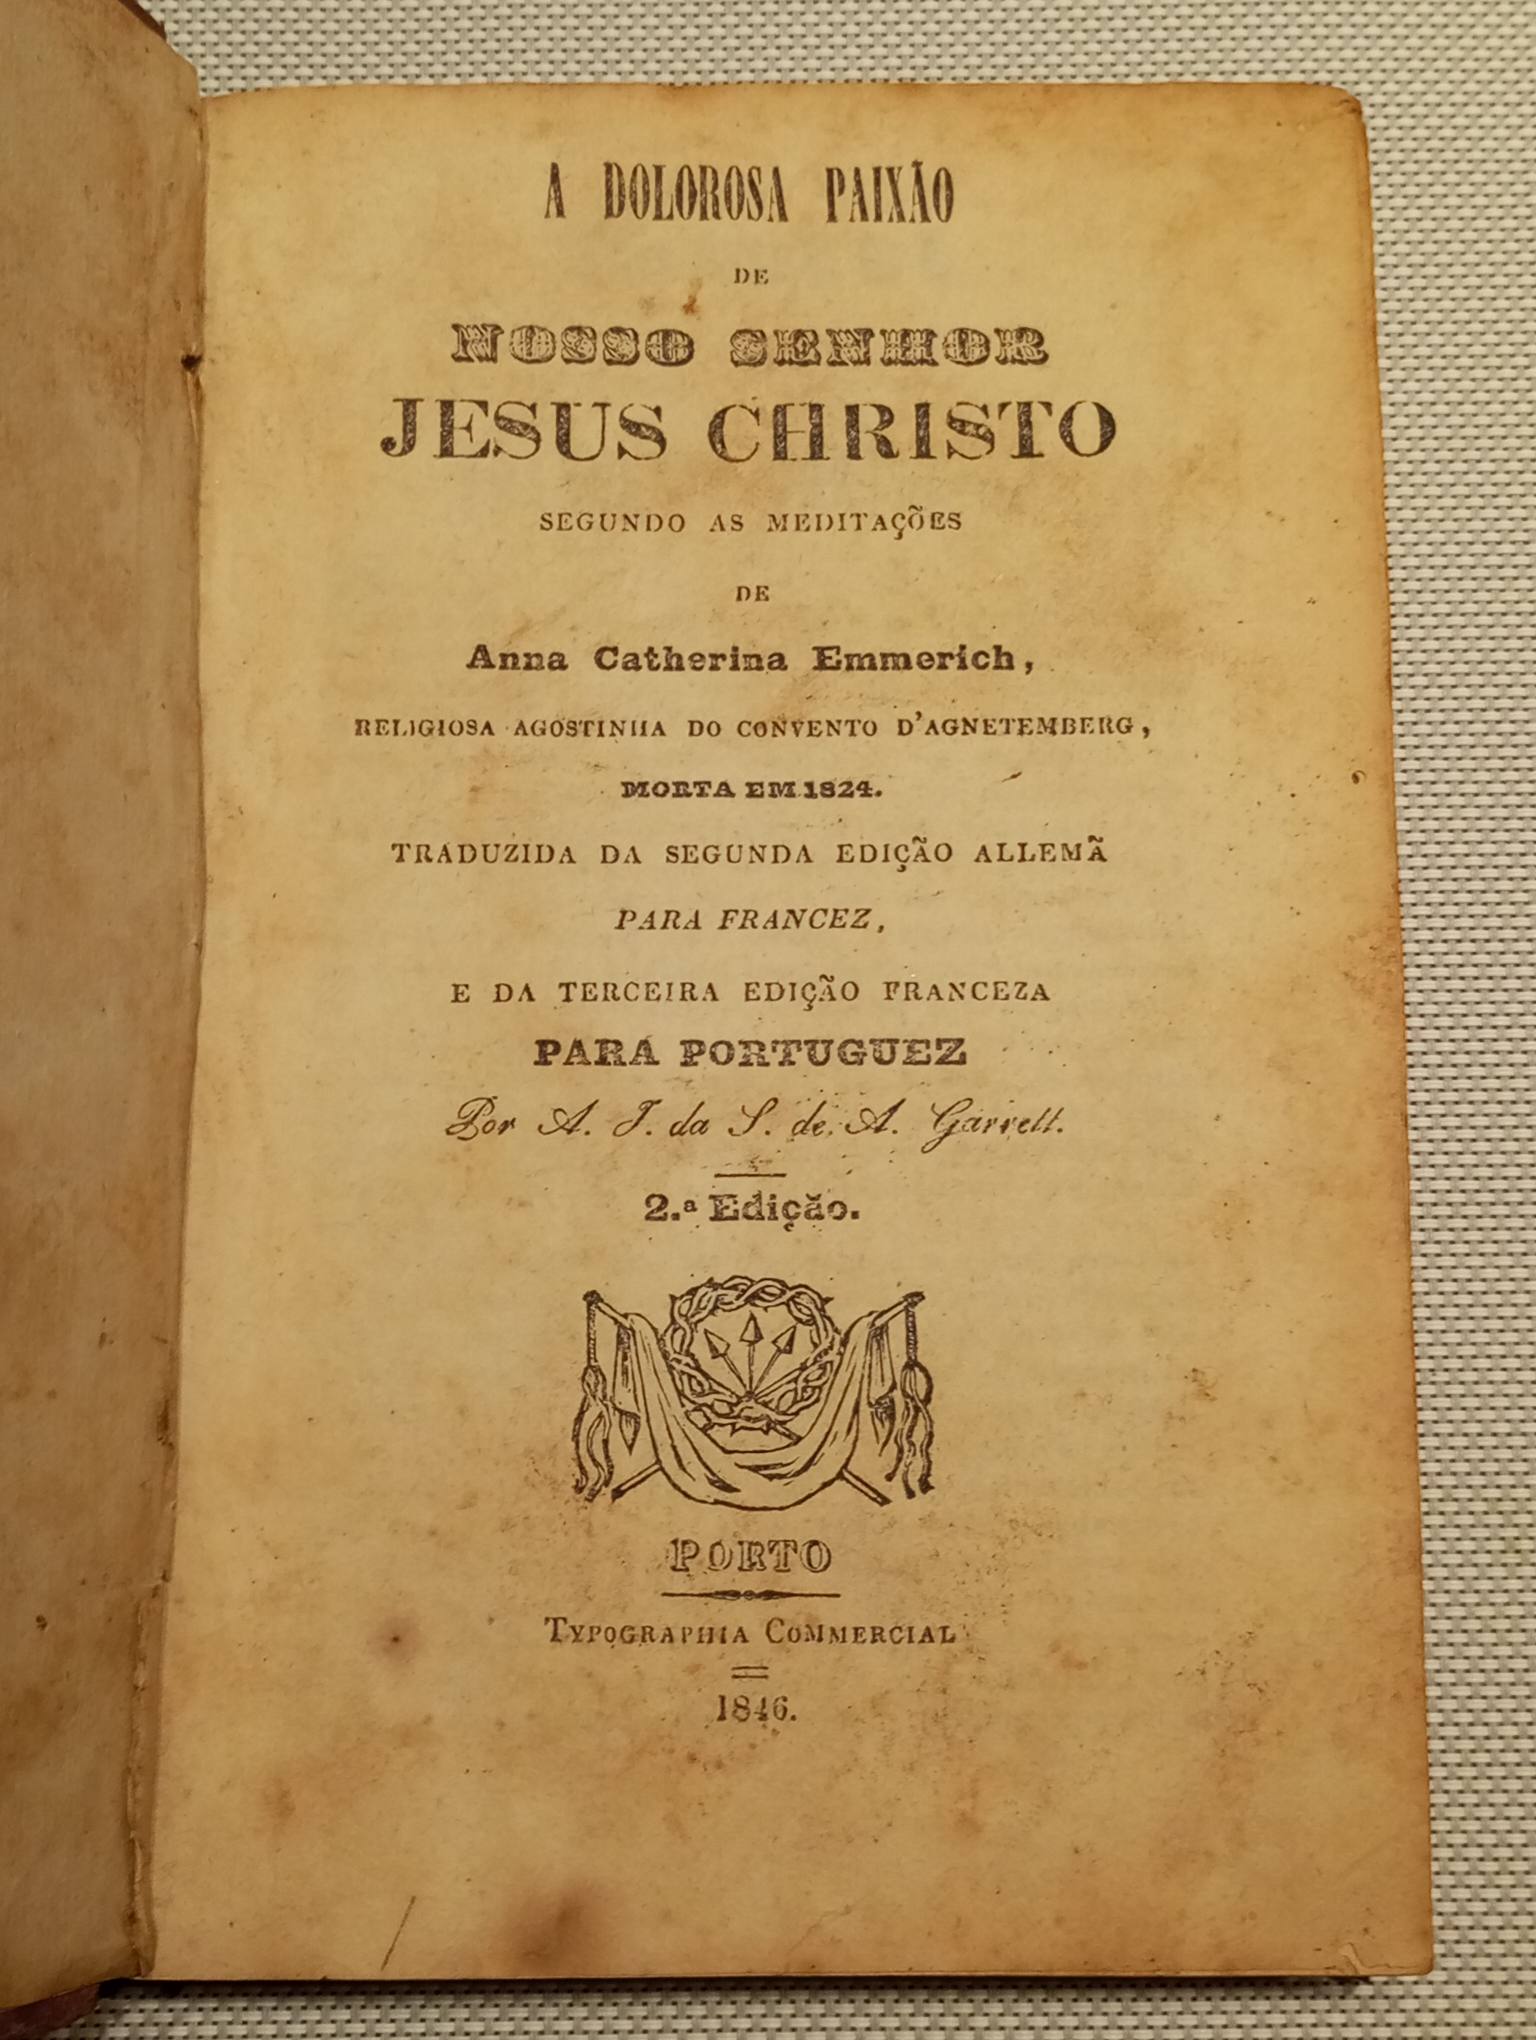 A DOLOROSA PAIXÃO
DE
NOSSO SENHOR
JESUS CHRISTO
SEGUNDO AS MEDITAÇÕES
DE
Anna Catherina Emmerich,
RELIGIOSA AGOSTINHA DO CONVENTO D'AGNETEMBERG,
MORTA EM 1824.
TRADUZIDA DA SEGUNDA EDIÇÃO ALLEMÃ
PARA FRANCEZ,
E DA TERCEIRA EDIÇÃO FRANCEZA
PARA PORTUGUEZ
Por A. J. da S. de A. Garrett.
2.ª Edição.
PORTO
TYPOGRAPHIA COMMERCIAL
1846.